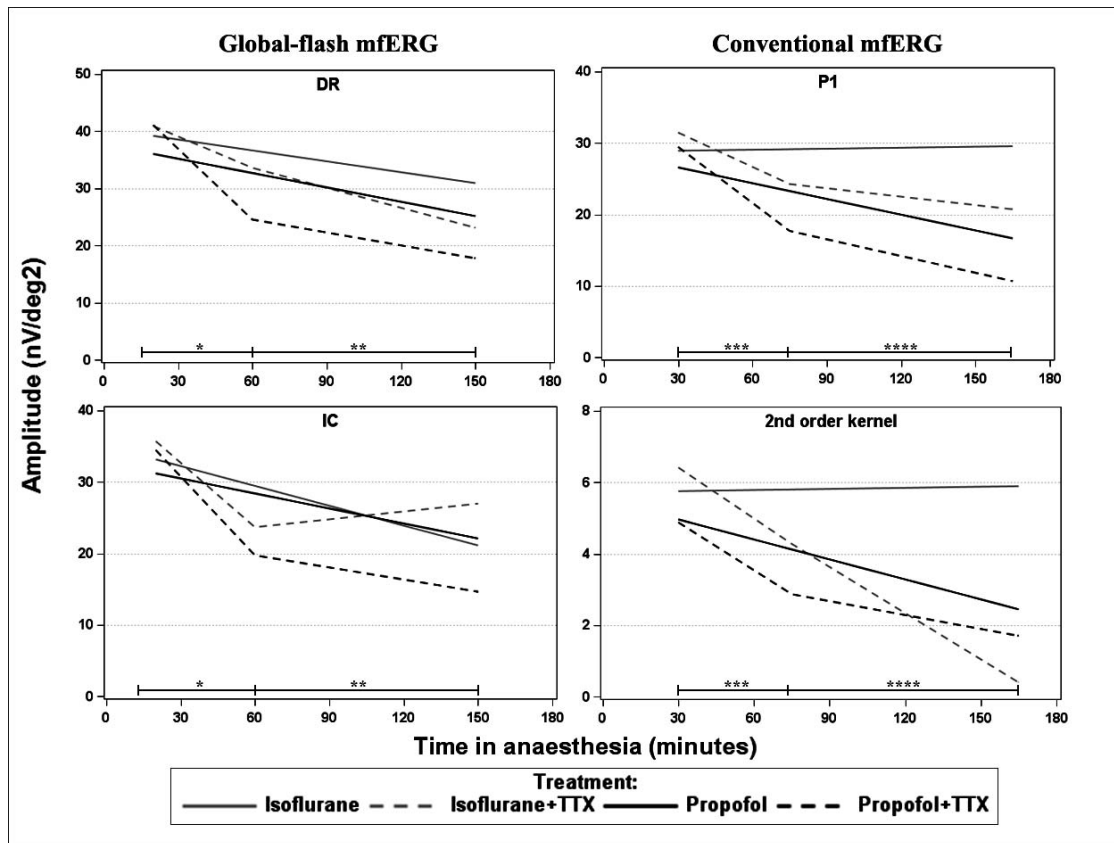 Global-flash mfERG
Conventional mfERG
Amplitude (nV/deg2)
DR
50
40
30
20
10
0
* **
0 30 60 90 120 150 180
P1
40
30
20
10
0
*** ****
0 30 60 90 120 150 180
IC
40
30
20
10
0
* **
0 30 60 90 120 150 180
2nd order kernel
8
6
4
2
0
*** ****
0 30 60 90 120 150 180
Time in anaesthesia (minutes)
Treatment:
Isoflurane Isoflurane+TTX Propofol Propofol+TTX